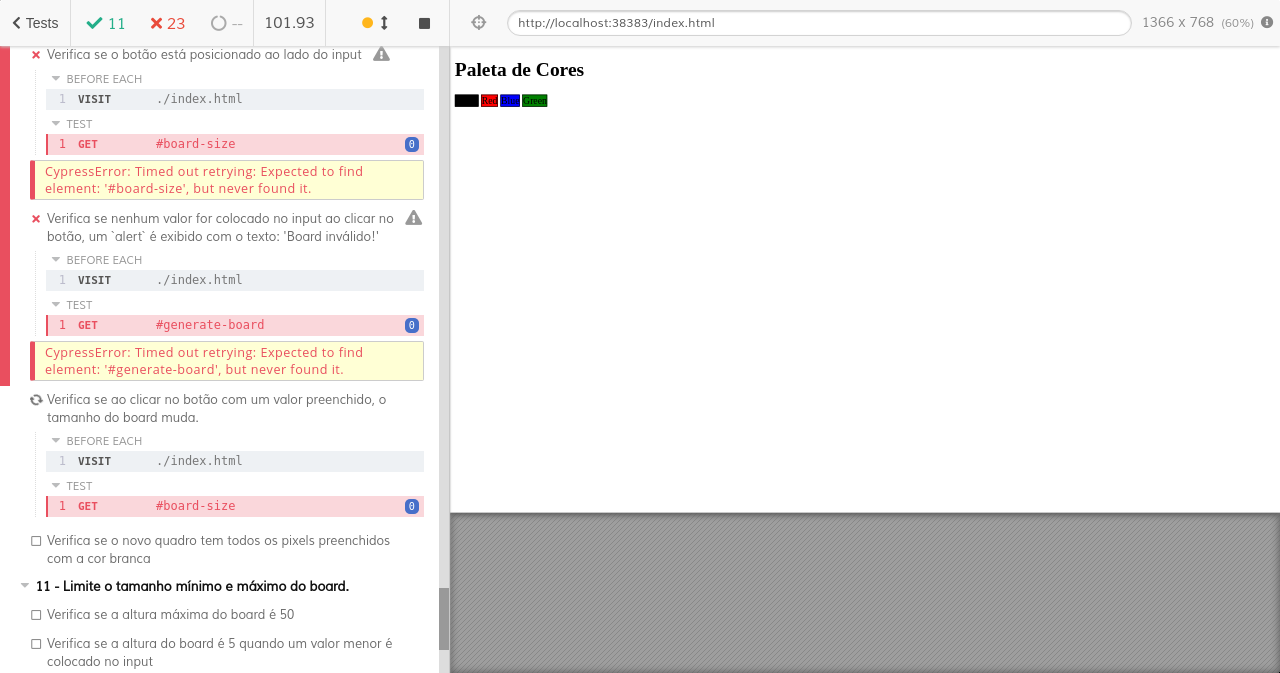 Tests 11 23 -- 101.93
http://localhost:38383/index.html 1366 x 768 (60%)
Verifica se o botão está posicionado ao lado do input
BEFORE EACH
1 VISIT ./index.html
TEST
1 GET #board-size 0
CypressError: Timed out retrying: Expected to find
element: '#board-size', but never found it.
Verifica se nenhum valor for colocado no input ao clicar no
botão, um `alert` é exibido com o texto: 'Board inválido!'
BEFORE EACH
1 VISIT ./index.html
TEST
1 GET #generate-board 0
CypressError: Timed out retrying: Expected to find
element: '#generate-board', but never found it.
Verifica se ao clicar no botão com um valor preenchido, o
tamanho do board muda.
BEFORE EACH
1 VISIT ./index.html
TEST
1 GET #board-size 0
Verifica se o novo quadro tem todos os pixels preenchidos
com a cor branca
11 - Limite o tamanho mínimo e máximo do board.
Verifica se a altura máxima do board é 50
Verifica se a altura do board é 5 quando um valor menor é
colocado no input
Paleta de Cores
Red Blue Green